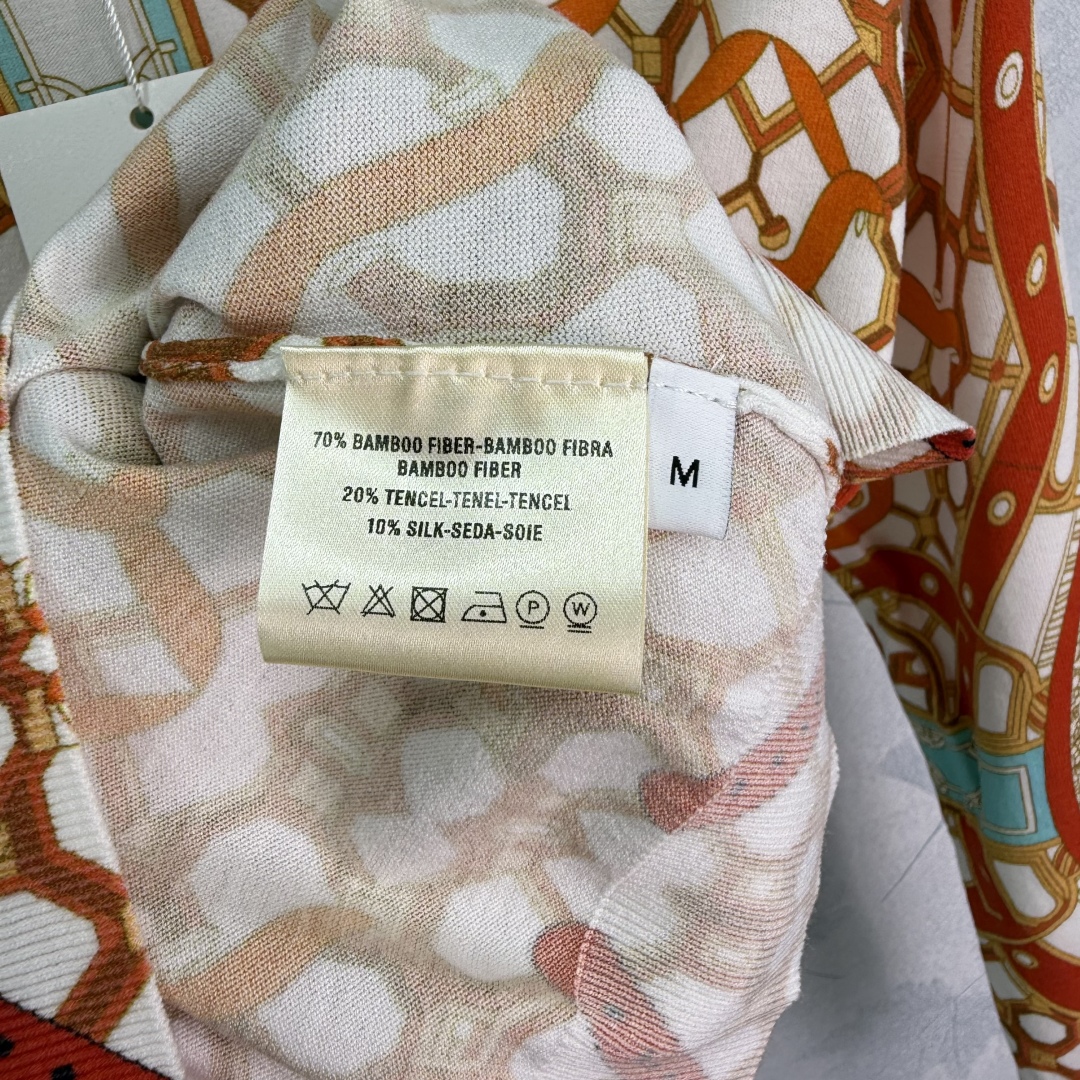 70% BAMBOO FIBER-BAMBOO FIBRA
BAMBOO FIBER
20% TENCEL-TENEL-TENCEL
10% SILK-SEDA-SOIE
P
W
M